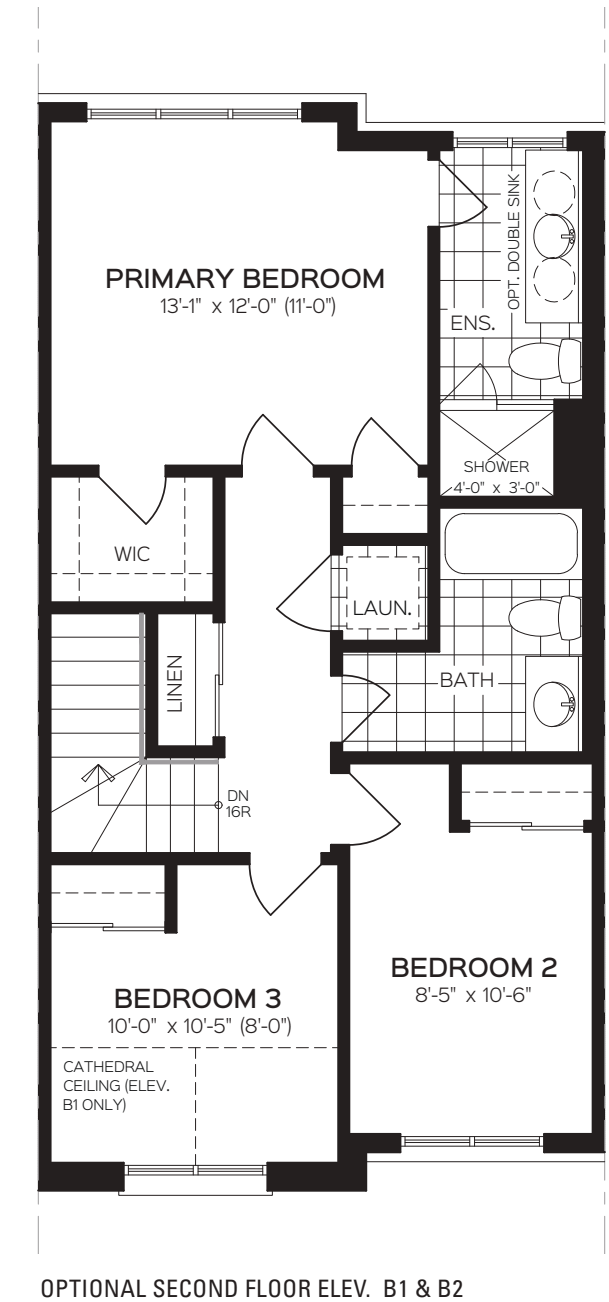 OPT. DOUBLE SINK
PRIMARY BEDROOM
13'-1" x 12'-0" (11'-0")
ENS.
SHOWER
4'-0" x 3'-0"
WIC
LAUN.
LINEN
BATH
DN
16R
BEDROOM 2
8'-5" x 10'-6"
BEDROOM 3
10'-0" x 10'-5" (8'-0")
CATHEDRAL
CEILING (ELEV.
B1 ONLY)
OPTIONAL SECOND FLOOR ELEV. B1 & B2